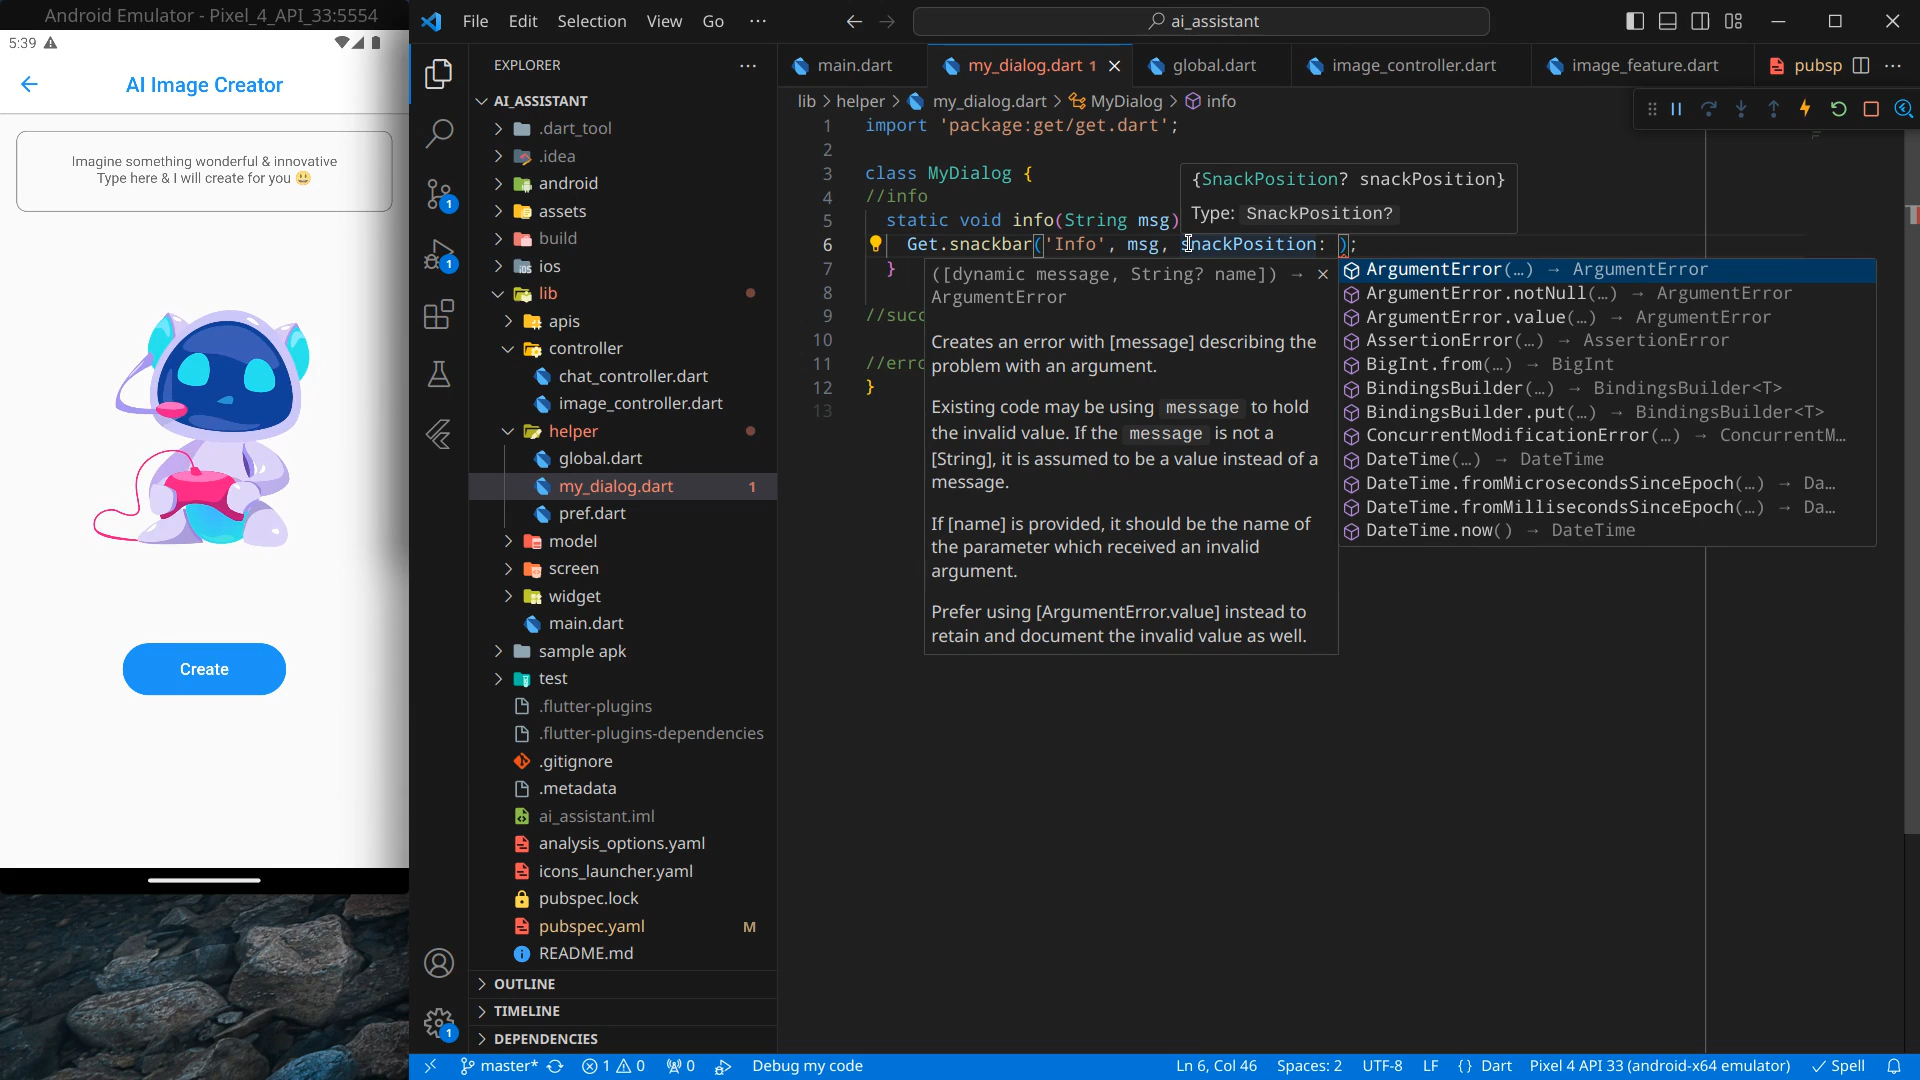 Android Emulator - Pixel_4_API_33:5554
5:39
AI Image Creator
Imagine something wonderful & innovative
Type here & I will create for you 😃
Create
File Edit Selection View Go ···
ai_assistant
EXPLORER
AI_ASSISTANT
.dart_tool
.idea
android
assets
build
ios
lib
apis
controller
chat_controller.dart
image_controller.dart
helper
global.dart
my_dialog.dart 1
pref.dart
model
screen
widget
main.dart
sample apk
test
.flutter-plugins
.flutter-plugins-dependencies
.gitignore
.metadata
ai_assistant.iml
analysis_options.yaml
icons_launcher.yaml
pubspec.lock
pubspec.yaml M
README.md
OUTLINE
TIMELINE
DEPENDENCIES
1
1
1
main.dart my_dialog.dart 1 global.dart image_controller.dart image_feature.dart pubsp
lib > helper > my_dialog.dart > MyDialog > info
1 import 'package:get/get.dart';
2
3 class MyDialog {
4 //info
5 static void info(String msg)
6 Get.snackbar('Info', msg, snackPosition: );
7 }
8
9 //succ
10
11 //erro
12 }
13
{SnackPosition? snackPosition}
Type: SnackPosition?
([dynamic message, String? name]) →
ArgumentError
Creates an error with [message] describing the
problem with an argument.
Existing code may be using message to hold
the invalid value. If the message is not a
[String], it is assumed to be a value instead of a
message.
If [name] is provided, it should be the name of
the parameter which received an invalid
argument.
Prefer using [ArgumentError.value] instead to
retain and document the invalid value as well.
ArgumentError(…) → ArgumentError
ArgumentError.notNull(…) → ArgumentError
ArgumentError.value(…) → ArgumentError
AssertionError(…) → AssertionError
BigInt.from(…) → BigInt
BindingsBuilder(…) → BindingsBuilder<T>
BindingsBuilder.put(…) → BindingsBuilder<T>
ConcurrentModificationError(…) → ConcurrentM…
DateTime(…) → DateTime
DateTime.fromMicrosecondsSinceEpoch(…) → Da…
DateTime.fromMillisecondsSinceEpoch(…) → Da…
DateTime.now() → DateTime
master* 1 0 0 Debug my code Ln 6, Col 46 Spaces: 2 UTF-8 LF {} Dart Pixel 4 API 33 (android-x64 emulator) Spell